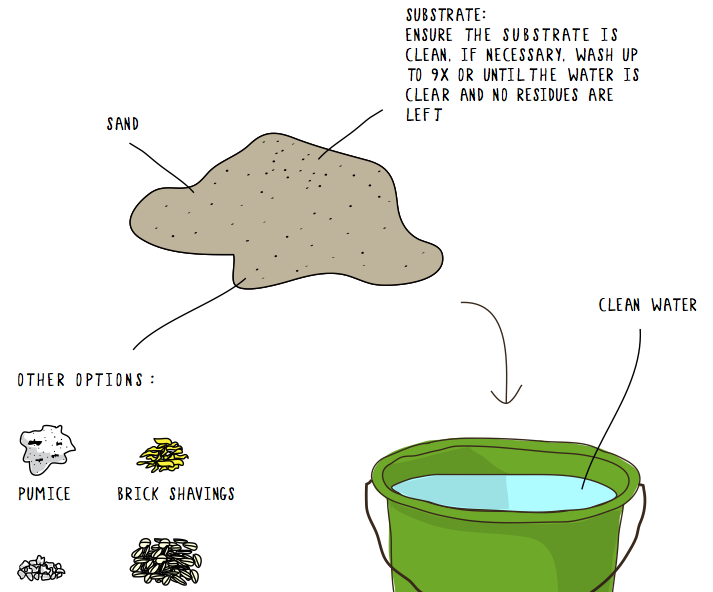 SUBSTRATE:
ENSURE THE SUBSTRATE IS
CLEAN, IF NECESSARY, WASH UP
TO 9X OR UNTIL THE WATER IS
CLEAR AND NO RESIDUES ARE
LEFT
SAND
CLEAN WATER
OTHER OPTIONS:
PUMICE
BRICK SHAVINGS